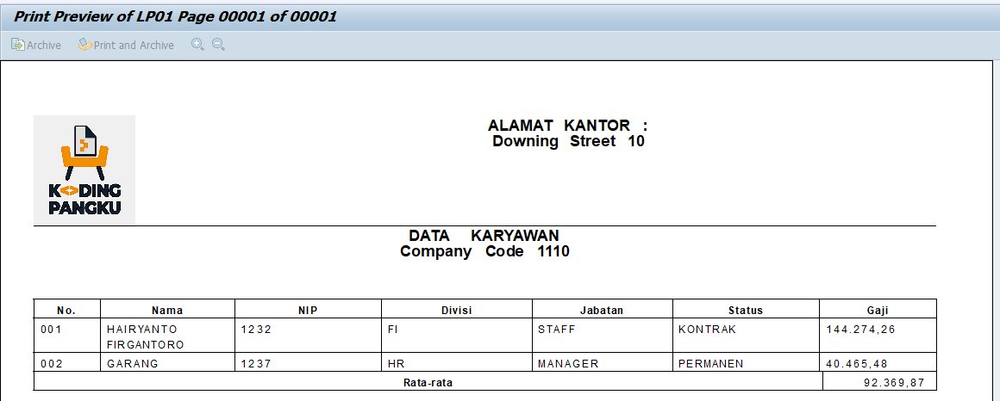 Print Preview of LP01 Page 00001 of 00001
Archive Print and Archive
ALAMAT KANTOR :
Downing Street 10
K<>DING
PANGKU
DATA KARYAWAN
Company Code 1110
No. Nama NIP Divisi Jabatan Status Gaji
001 HAIRYANTO 1232 FI STAFF KONTRAK 144.274,26
FIRGANTORO
002 GARANG 1237 HR MANAGER PERMANEN 40.465,48
Rata-rata 92.369,87